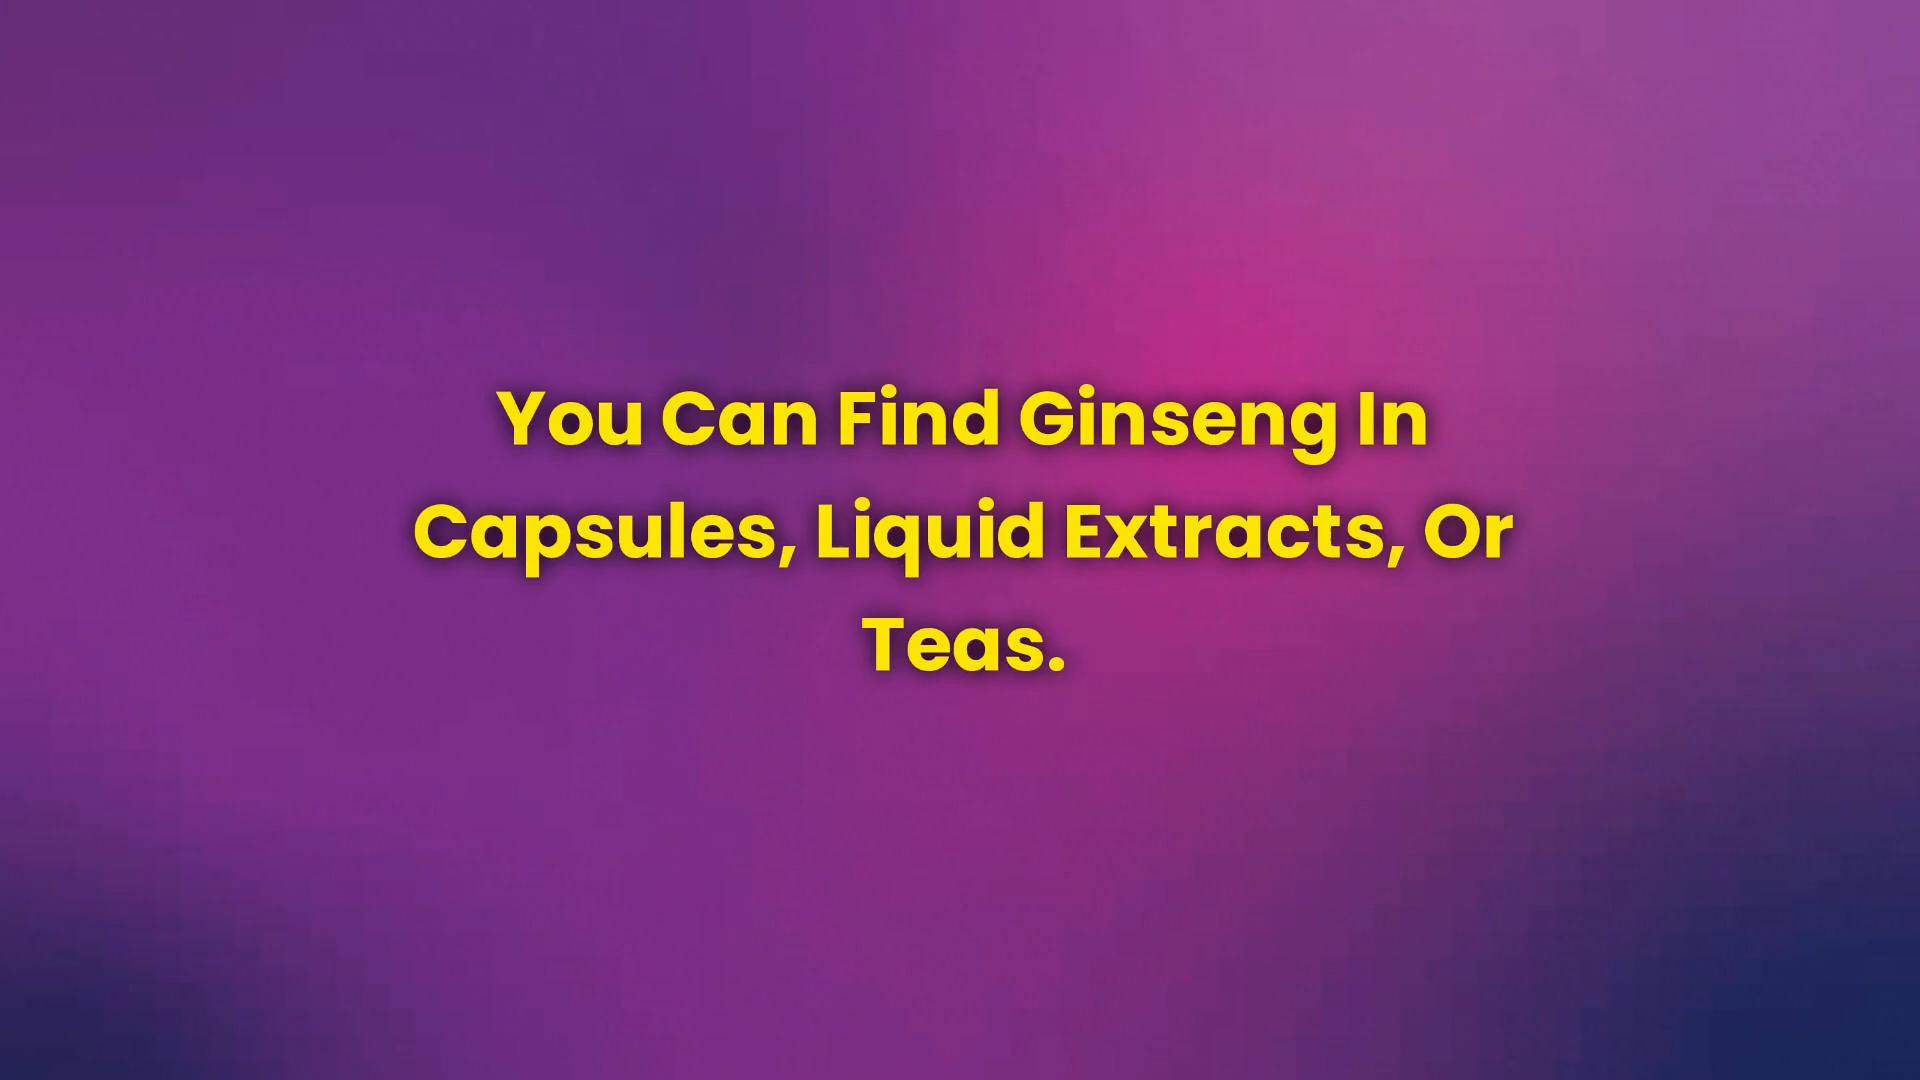 You Can Find Ginseng In
Capsules, Liquid Extracts, Or
Teas.